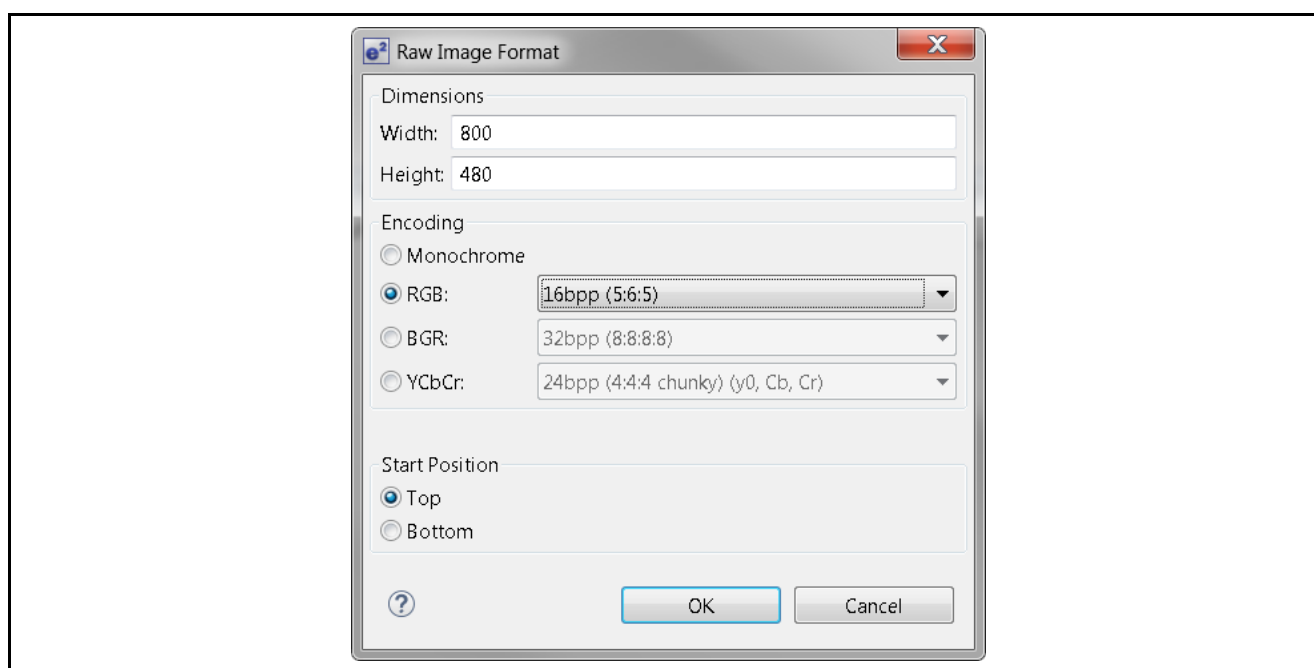 e² Raw Image Format X
Dimensions
Width: 800
Height: 480
Encoding
Monochrome
RGB: 16bpp (5:6:5)
BGR: 32bpp (8:8:8:8)
YCbCr: 24bpp (4:4:4 chunky) (y0, Cb, Cr)
Start Position
Top
Bottom
? OK Cancel